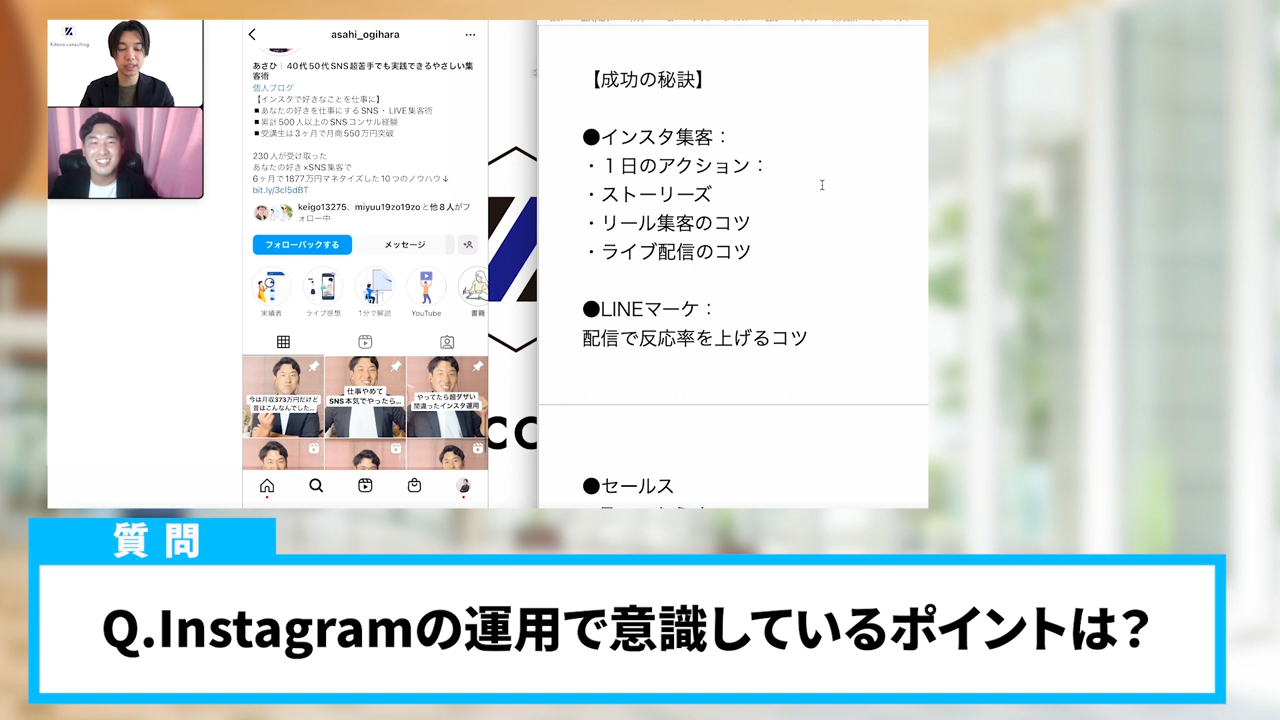 Kitano consulting
asahi_ogihara
あさひ｜40代50代SNS超苦手でも実践できるやさしい集
客術
個人ブログ
【インスタで好きなことを仕事に】
■あなたの好きを仕事にするSNS・LIVE集客術
■累計500人以上のSNSコンサル経験
■受講生は3ヶ月で月商550万円突破
230人が受け取った
あなたの好き×SNS集客で
6ヶ月で1877万円マネタイズした10つのノウハウ↓
bit.ly/3cl5dBT
keigo13275、miyuu19zo19zoと他8人がフ
ォロー中
フォローバックする
メッセージ
実績者
ライブ感想
1分で解説
YouTube
書籍
今は月収373万円だけど
昔はこんなんでした...
仕事やめて
SNS本気でやったら...
やってたら超ダザい
間違ったインスタ運用
CC
【成功の秘訣】
●インスタ集客：
・１日のアクション：
・ストーリーズ
・リール集客のコツ
・ライブ配信のコツ
●LINEマーケ：
配信で反応率を上げるコツ
●セールス
質問
Q.Instagramの運用で意識しているポイントは？